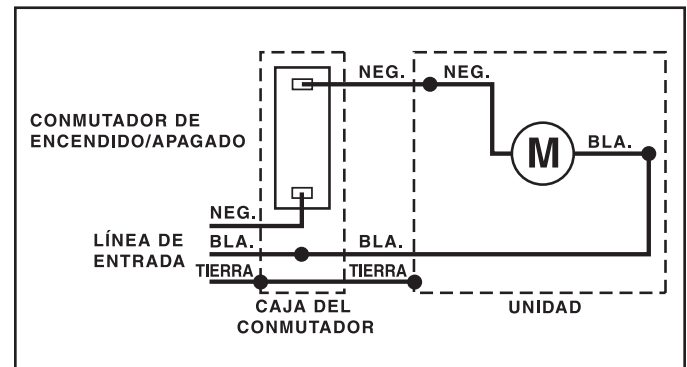 NEG.
NEG.
CONMUTADOR DE
ENCENDIDO/APAGADO
M
BLA.
NEG.
LÍNEA DE
ENTRADA
BLA.
BLA.
TIERRA
TIERRA
CAJA DEL
CONMUTADOR
UNIDAD